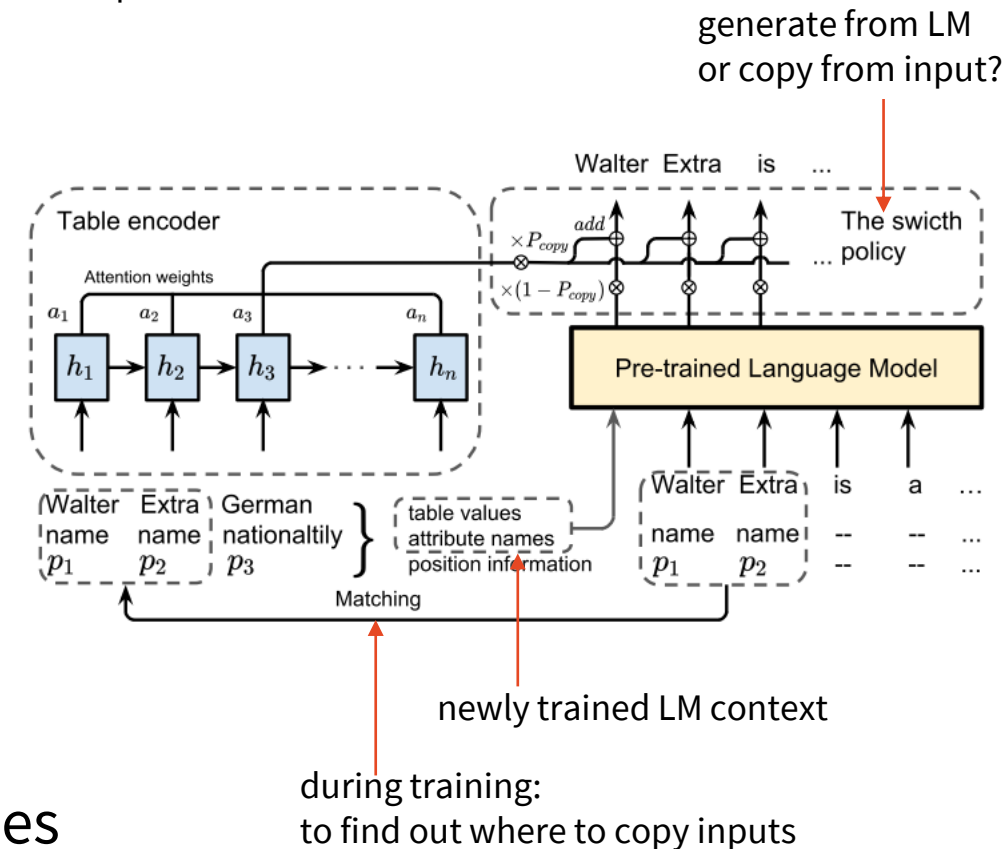 generate from LM
or copy from input?
Walter Extra is ...
Table encoder
Attention weights
a₁ a₂ a₃ aₙ
h₁ h₂ h₃ · · · hₙ
×P_copy add
×(1 − P_copy)
... The swicth
policy
Pre-trained Language Model
Walter Extra German
name name nationaltily
p₁ p₂ p₃
}
table values
attribute names
position information
Walter Extra is a ...
name name -- -- ...
p₁ p₂ -- -- ...
Matching
newly trained LM context
during training:
to find out where to copy inputs
es